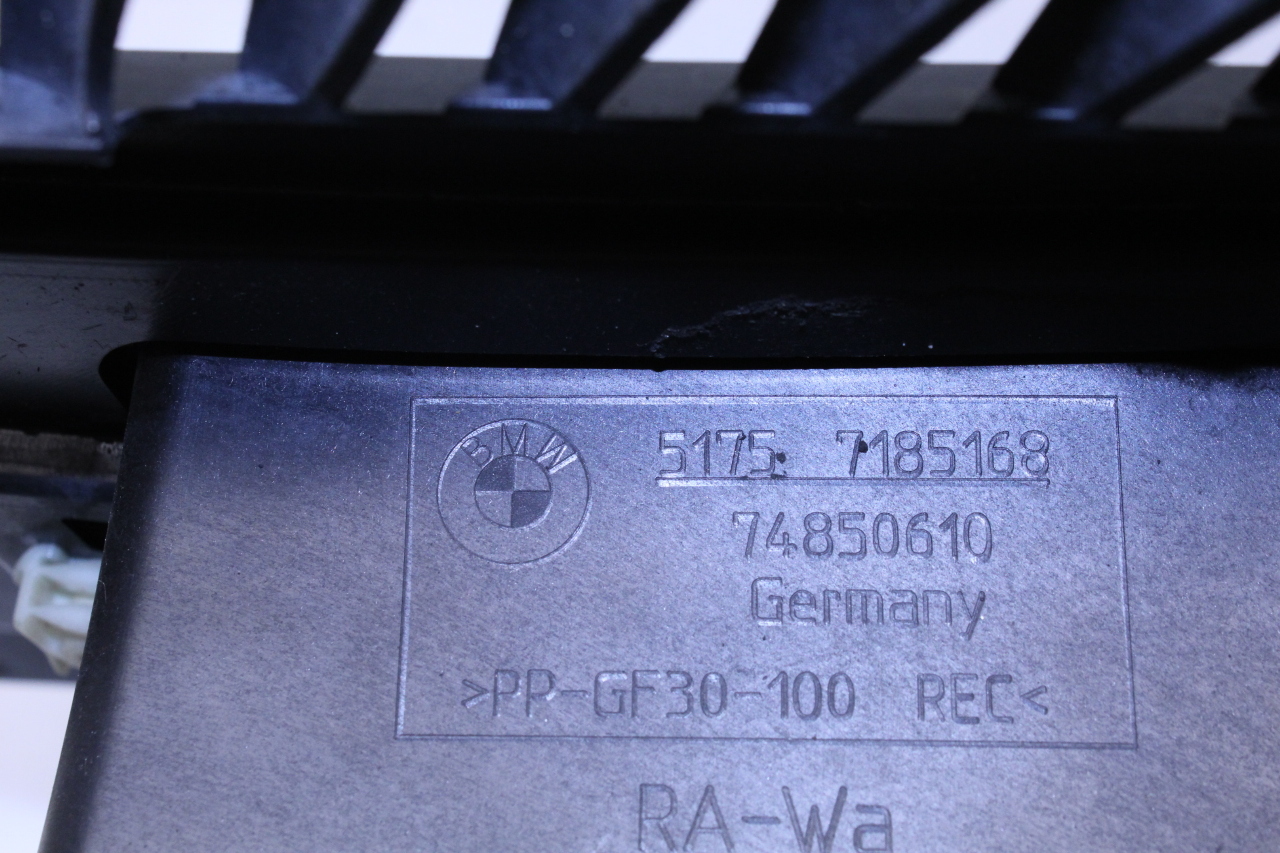 BMW
5175 7185168
74850610
Germany
>PP-GF30-100 REC<
RA-Wa